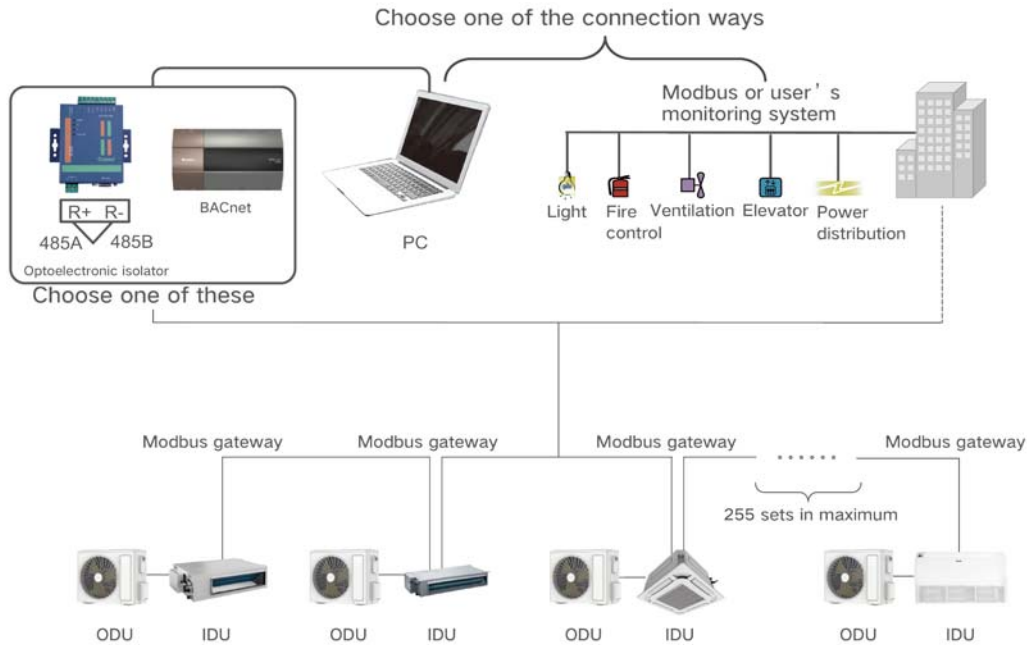 Choose one of the connection ways
Modbus or user's
monitoring system
R+ R-
485A 485B
Optoelectronic isolator
BACnet
Choose one of these
PC
Light
Fire
control
Ventilation
Elevator
Power
distribution
Modbus gateway
Modbus gateway
Modbus gateway
Modbus gateway
......
255 sets in maximum
ODU IDU
ODU IDU
ODU IDU
ODU IDU